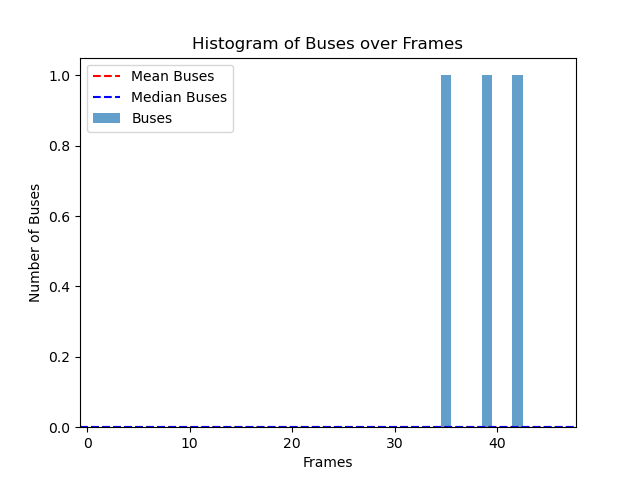 Histogram of Buses over Frames
Mean Buses
Median Buses
Buses
Number of Buses
1.0
0.8
0.6
0.4
0.2
0.0
0 10 20 30 40
Frames